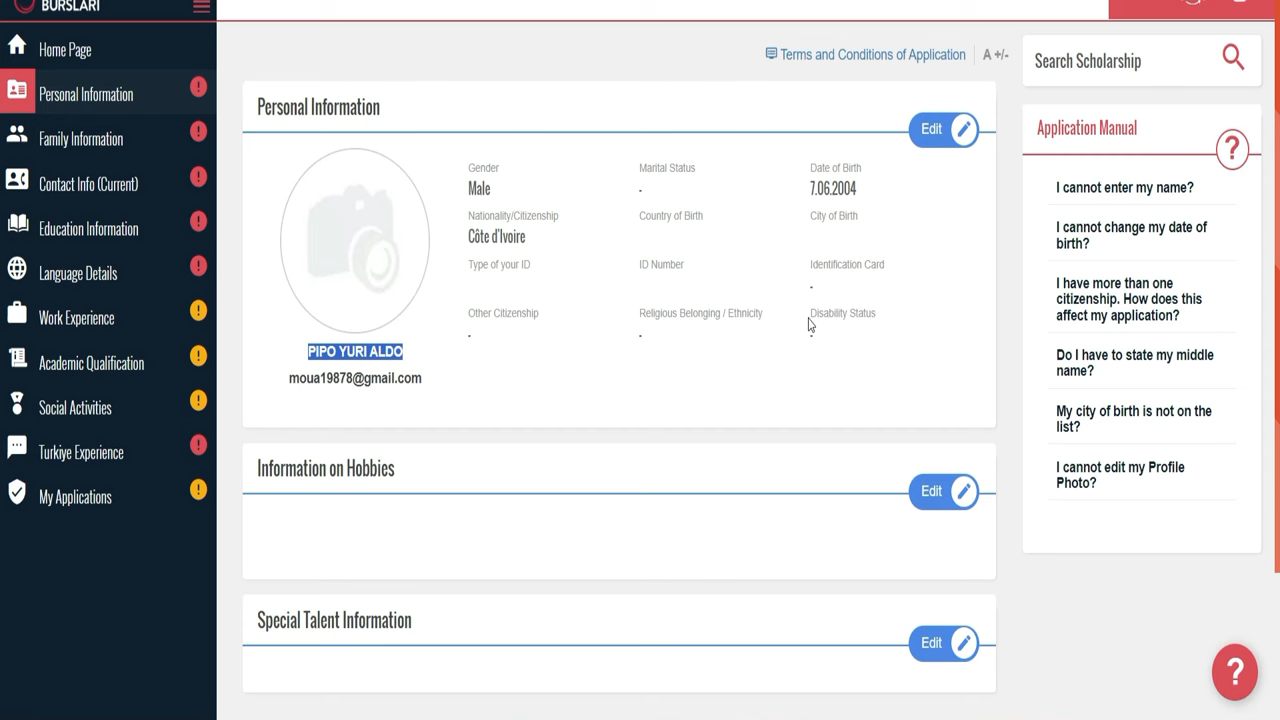 BURSLARI
Home Page
Personal Information
Family Information
Contact Info (Current)
Education Information
Language Details
Work Experience
Academic Qualification
Social Activities
Turkiye Experience
My Applications
Terms and Conditions of Application
A +/-
Personal Information
Edit
Gender
Marital Status
Date of Birth
Male
-
7.06.2004
Nationality/Citizenship
Country of Birth
City of Birth
Côte d'Ivoire
Type of your ID
ID Number
Identification Card
-
Other Citizenship
Religious Belonging / Ethnicity
Disability Status
-
-
-
PIPO YURI ALDO
moua19878@gmail.com
Information on Hobbies
Edit
Special Talent Information
Edit
Search Scholarship
Application Manual
?
I cannot enter my name?
I cannot change my date of
birth?
I have more than one
citizenship. How does this
affect my application?
Do I have to state my middle
name?
My city of birth is not on the
list?
I cannot edit my Profile
Photo?
?